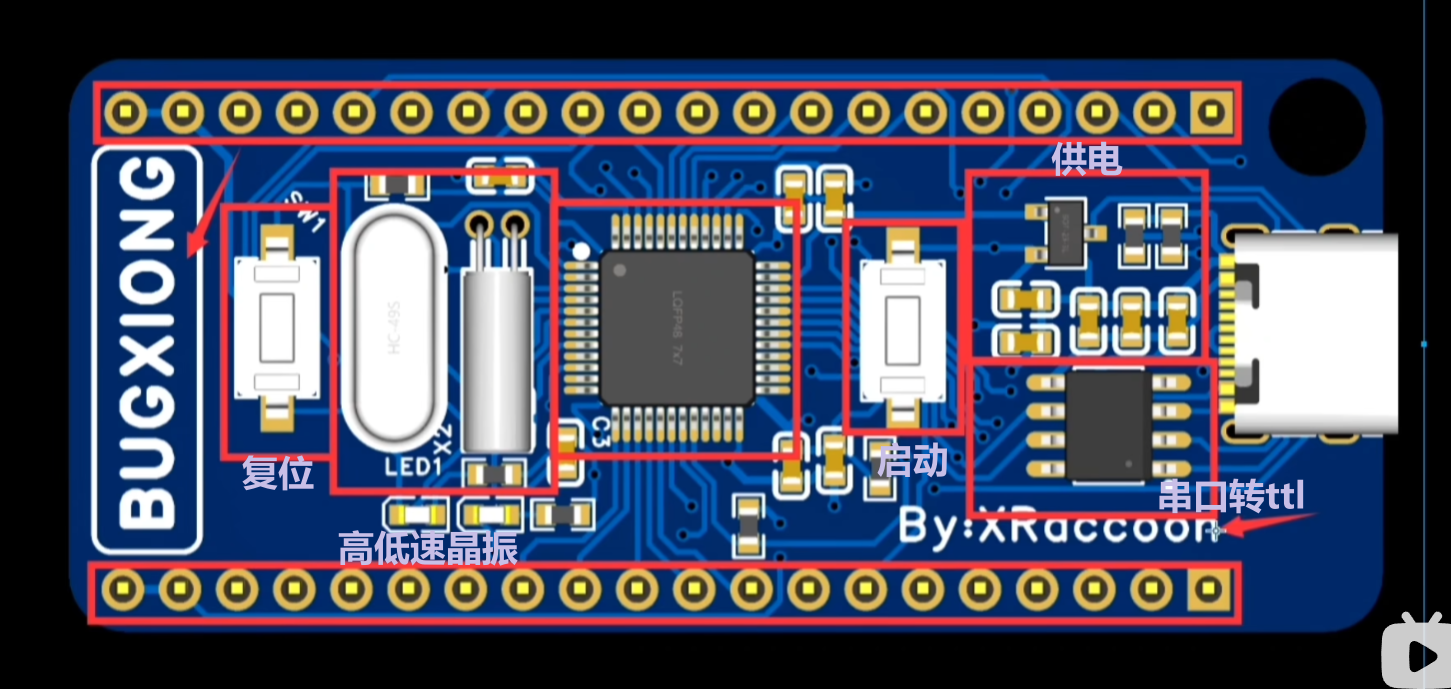 供电
SW1
BUGXIONG
HC-49S
LQFP48 7x7
X2
C3
LED1
复位
启动
串口转ttl
By:XRaccoon
高低速晶振